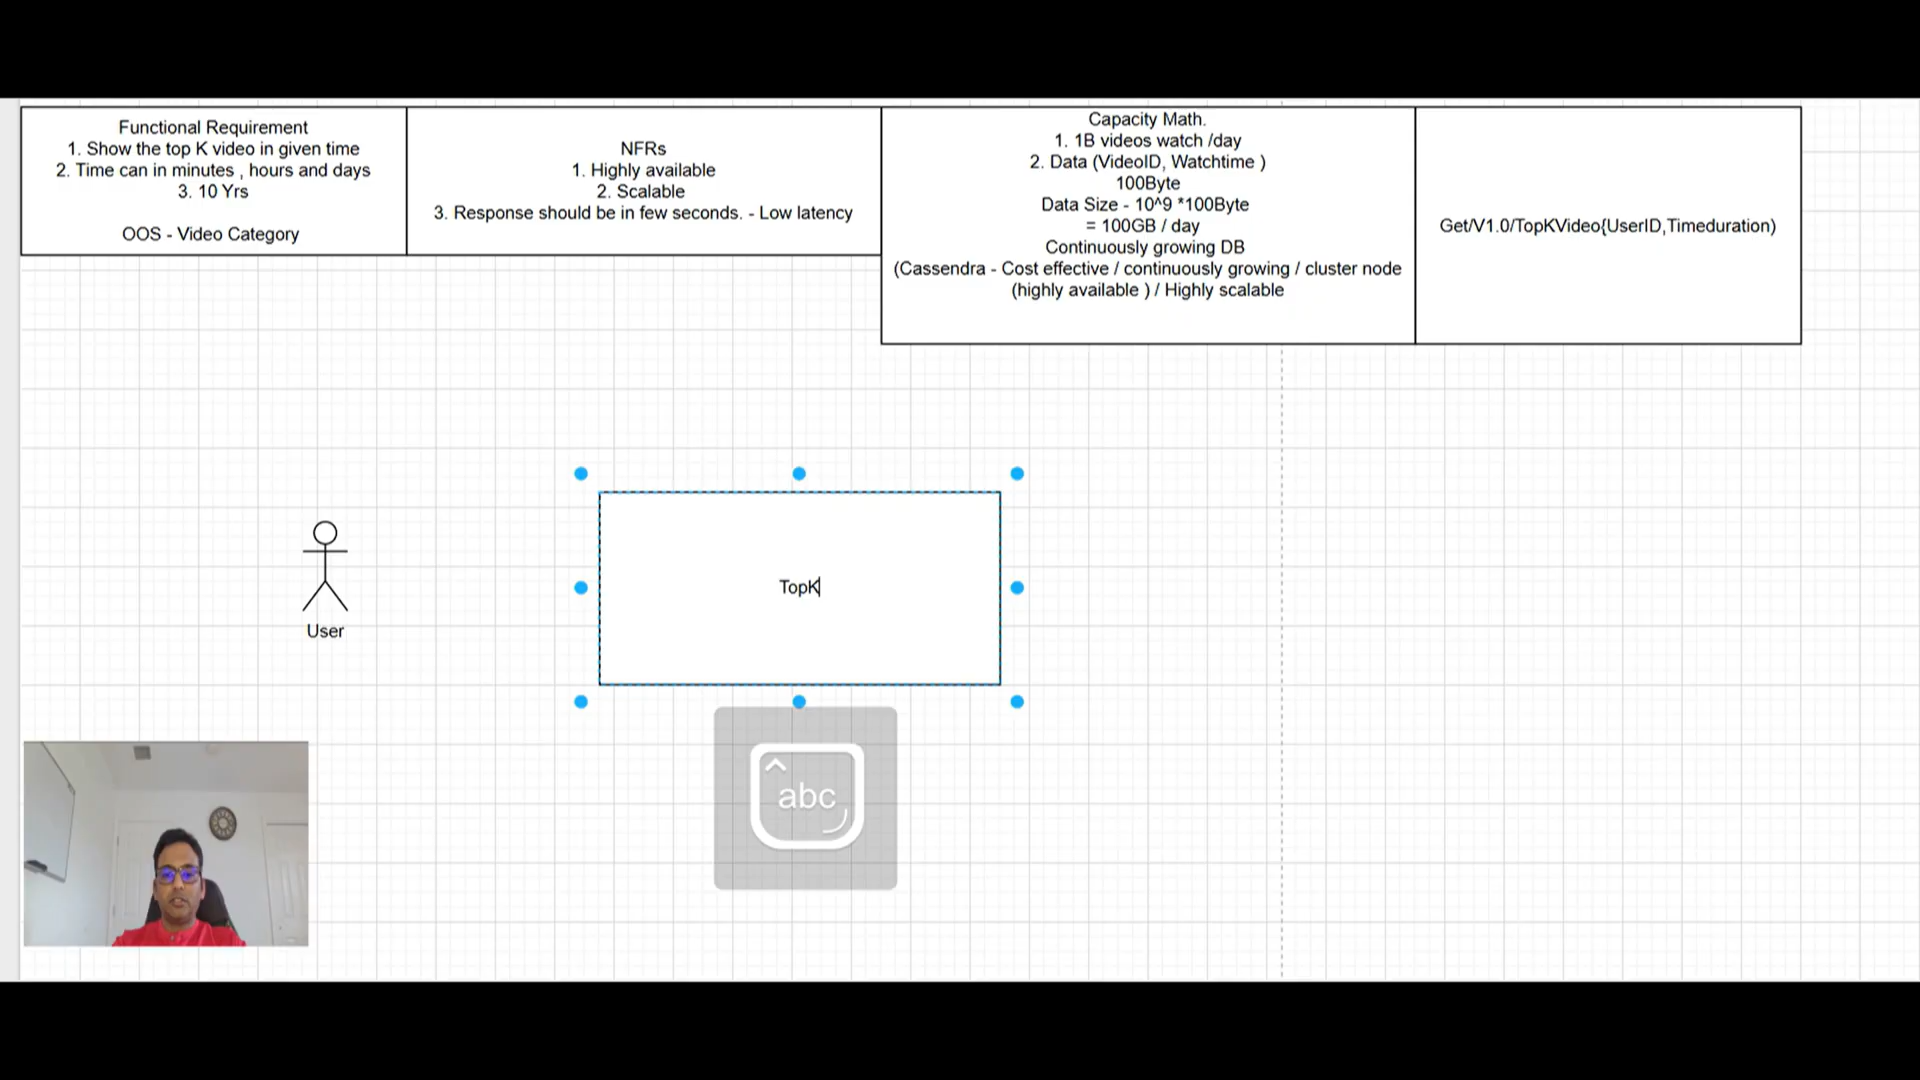 Functional Requirement
1. Show the top K video in given time
2. Time can in minutes , hours and days
3. 10 Yrs
OOS - Video Category
NFRs
1. Highly available
2. Scalable
3. Response should be in few seconds. - Low latency
Capacity Math.
1. 1B videos watch /day
2. Data (VideoID, Watchtime )
100Byte
Data Size - 10^9 *100Byte
= 100GB / day
Continuously growing DB
(Cassendra - Cost effective / continuously growing / cluster node
(highly available ) / Highly scalable
Get/V1.0/TopKVideo{UserID,Timeduration)
TopK
User
abc